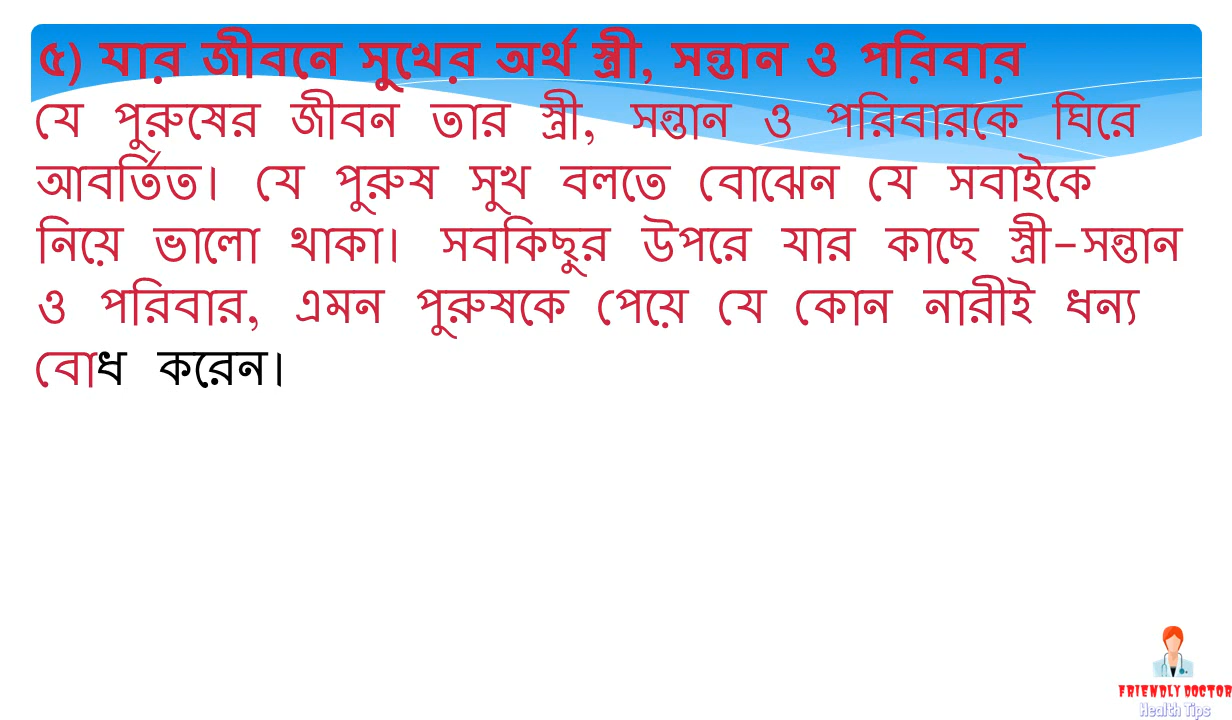 ৫) যার জীবনে সুখের অর্থ স্ত্রী, সন্তান ও পরিবার
যে পুরুষের জীবন তার স্ত্রী, সন্তান ও পরিবারকে ঘিরে
আবর্তিত। যে পুরুষ সুখ বলতে বোঝেন যে সবাইকে
নিয়ে ভালো থাকা। সবকিছুর উপরে যার কাছে স্ত্রী-সন্তান
ও পরিবার, এমন পুরুষকে পেয়ে যে কোন নারীই ধন্য
বোধ করেন।
FRIENDLY DOCTOR
Health Tips